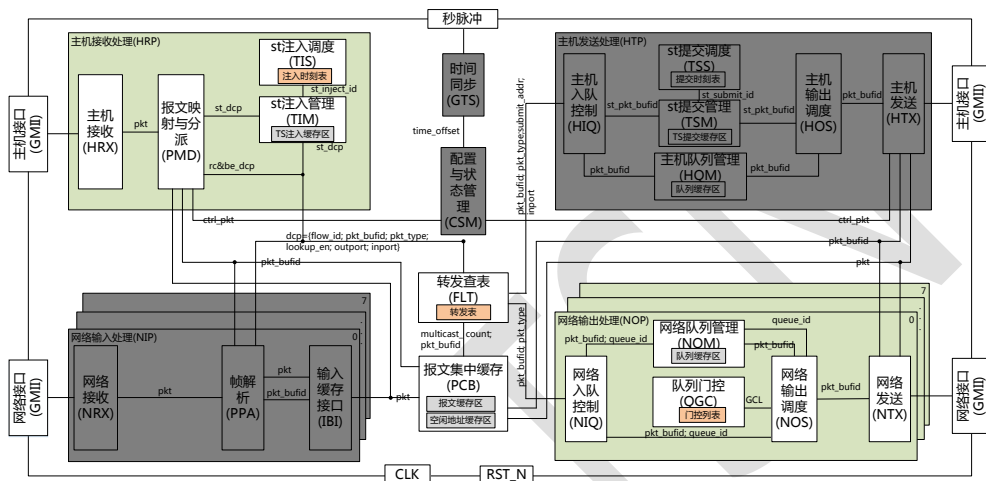 秒脉冲
主机接收处理(HRP)
st注入调度
(TIS)
注入时刻表
st_inject_id
主机
接收
(HRX)
pkt
报文映
射与分
派
(PMD)
st_dcp
st注入管理
(TIM)
TS注入缓存区
st_dcp
rc&be_dcp
主机接口
(GMII)
时间
同步
(GTS)
time_offset
配置
与状
态管
理
(CSM)
ctrl_pkt
ctrl_pkt
pkt_bufid; pkt_type;submit_addr;
inport
主机发送处理(HTP)
st提交调度
(TSS)
提交时刻表
st_submit_id
主机
入队
控制
(HIQ)
st_pkt_bufid
st提交管理
(TSM)
TS提交缓存区
st_pkt_bufid
主机
输出
调度
(HOS)
pkt_bufid
主机
发送
(HTX)
pkt_bufid
主机队列管理
(HQM)
队列缓存区
pkt_bufid
主机接口
(GMII)
dcp={flow_id; pkt_bufid; pkt_type;
lookup_en; outport; inport}
pkt_bufid
pkt_bufid
pkt
转发查表
(FLT)
转发表
multicast_count;
pkt_bufid
pkt_bufid; pkt_type
报文集中缓存
(PCB)
报文缓存区
空闲地址缓存区
pkt
7
0
网络输入处理(NIP)
网络
接收
(NRX)
pkt
帧解
析
(PPA)
pkt
pkt_bufid
输入
缓存
接口
(IBI)
网络接口
(GMII)
7
0
网络输出处理(NOP)
网络队列管理
(NOM)
队列缓存区
queue_id
pkt_bufid; queue_id
pkt_bufid
网络
入队
控制
(NIQ)
队列门控
(QGC)
门控列表
GCL
网络
输出
调度
(NOS)
pkt_bufid
网络
发送
(NTX)
pkt_bufid; queue_id
网络接口
(GMII)
CLK
RST_N